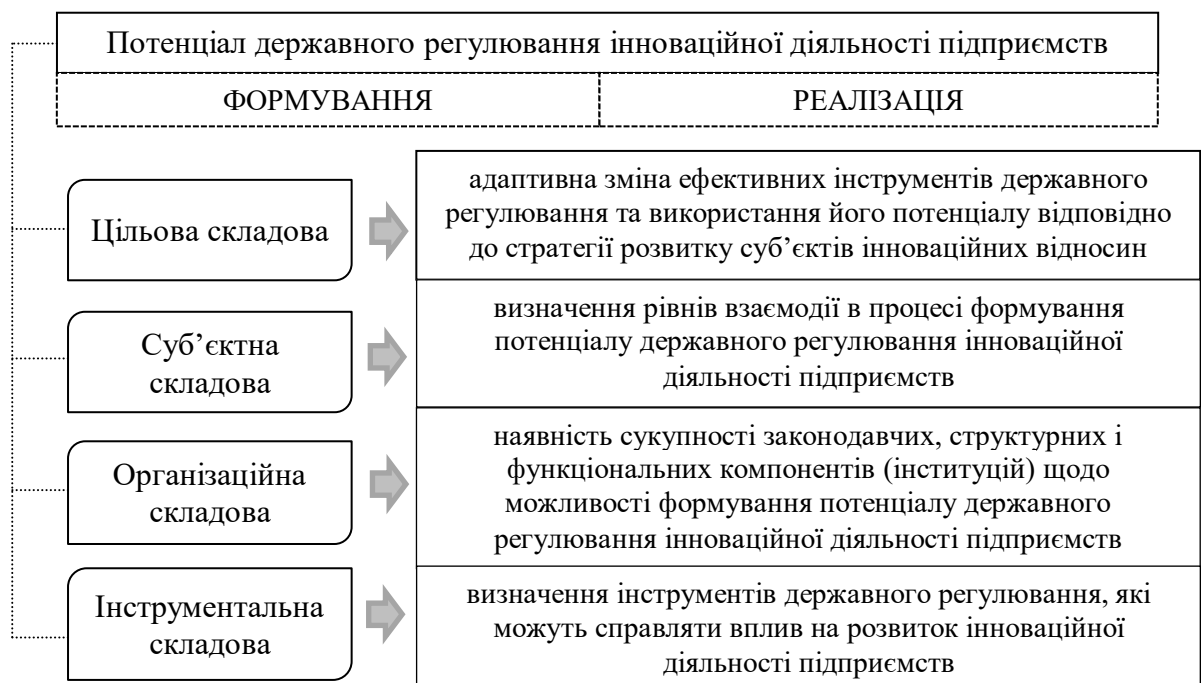 Потенціал державного регулювання інноваційної діяльності підприємств
ФОРМУВАННЯ
РЕАЛІЗАЦІЯ
Цільова складова
адаптивна зміна ефективних інструментів державного
регулювання та використання його потенціалу відповідно
до стратегії розвитку суб’єктів інноваційних відносин
Суб’єктна
складова
визначення рівнів взаємодії в процесі формування
потенціалу державного регулювання інноваційної
діяльності підприємств
Організаційна
складова
наявність сукупності законодавчих, структурних і
функціональних компонентів (інституцій) щодо
можливості формування потенціалу державного
регулювання інноваційної діяльності підприємств
Інструментальна
складова
визначення інструментів державного регулювання, які
можуть справляти вплив на розвиток інноваційної
діяльності підприємств